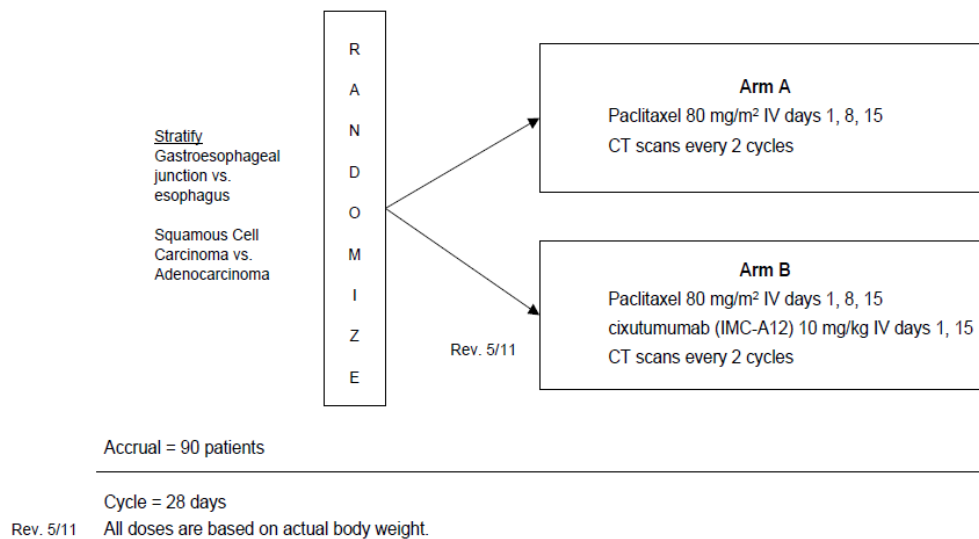 Stratify
Gastroesophageal
junction vs.
esophagus
Squamous Cell
Carcinoma vs.
Adenocarcinoma
R
A
N
D
O
M
I
Z
E
Arm A
Paclitaxel 80 mg/m² IV days 1, 8, 15
CT scans every 2 cycles
Rev. 5/11
Arm B
Paclitaxel 80 mg/m² IV days 1, 8, 15
cixutumumab (IMC-A12) 10 mg/kg IV days 1, 15
CT scans every 2 cycles
Accrual = 90 patients
Cycle = 28 days
Rev. 5/11 All doses are based on actual body weight.